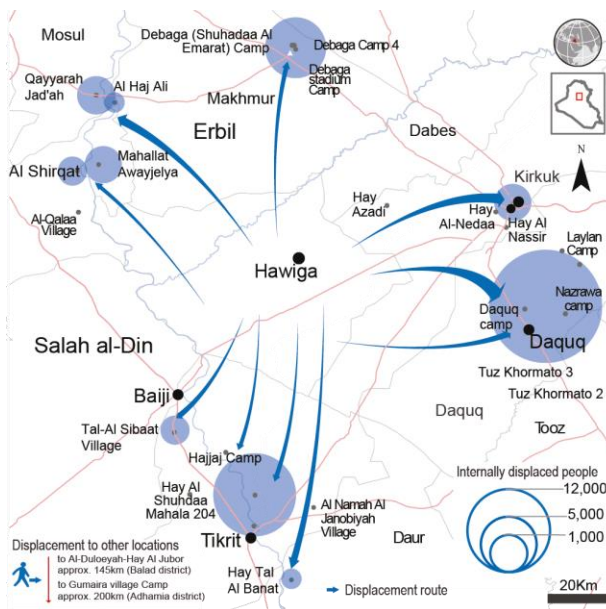 Mosul
Debaga (Shuhadaa Al
Emarat) Camp
Debaga Camp 4
Debaga
stadium
Camp
Qayyarah
Jad'ah
Al Haj Ali
Makhmur
Erbil
Dabes
Al Shirqat
Mahallat
Awayjelya
Kirkuk
N
Al-Qalaa
Village
Hay
Azadi
Hay
Al-Nedaa
Hay Al
Nassir
Laylan
Camp
Hawiga
Nazrawa
camp
Daquq
camp
Daquq
Salah al-Din
Tuz Khormato 3
Baiji
Tuz Khormato 2
Daquq
Tal-Al Sibaat
Village
Tooz
Hajjaj Camp
Internally displaced people
12,000
5,000
1,000
Hay Al
Shuhdaa
Mahala 204
Al Namah Al
Janobiyah
Village
Tikrit
Daur
Displacement to other locations
to Al-Duloeyah-Hay Al Jubor
approx. 145km (Balad district)
to Gumaira village Camp
approx. 200km (Adhamia district)
Hay Tal
Al Banat
Displacement route
20Km